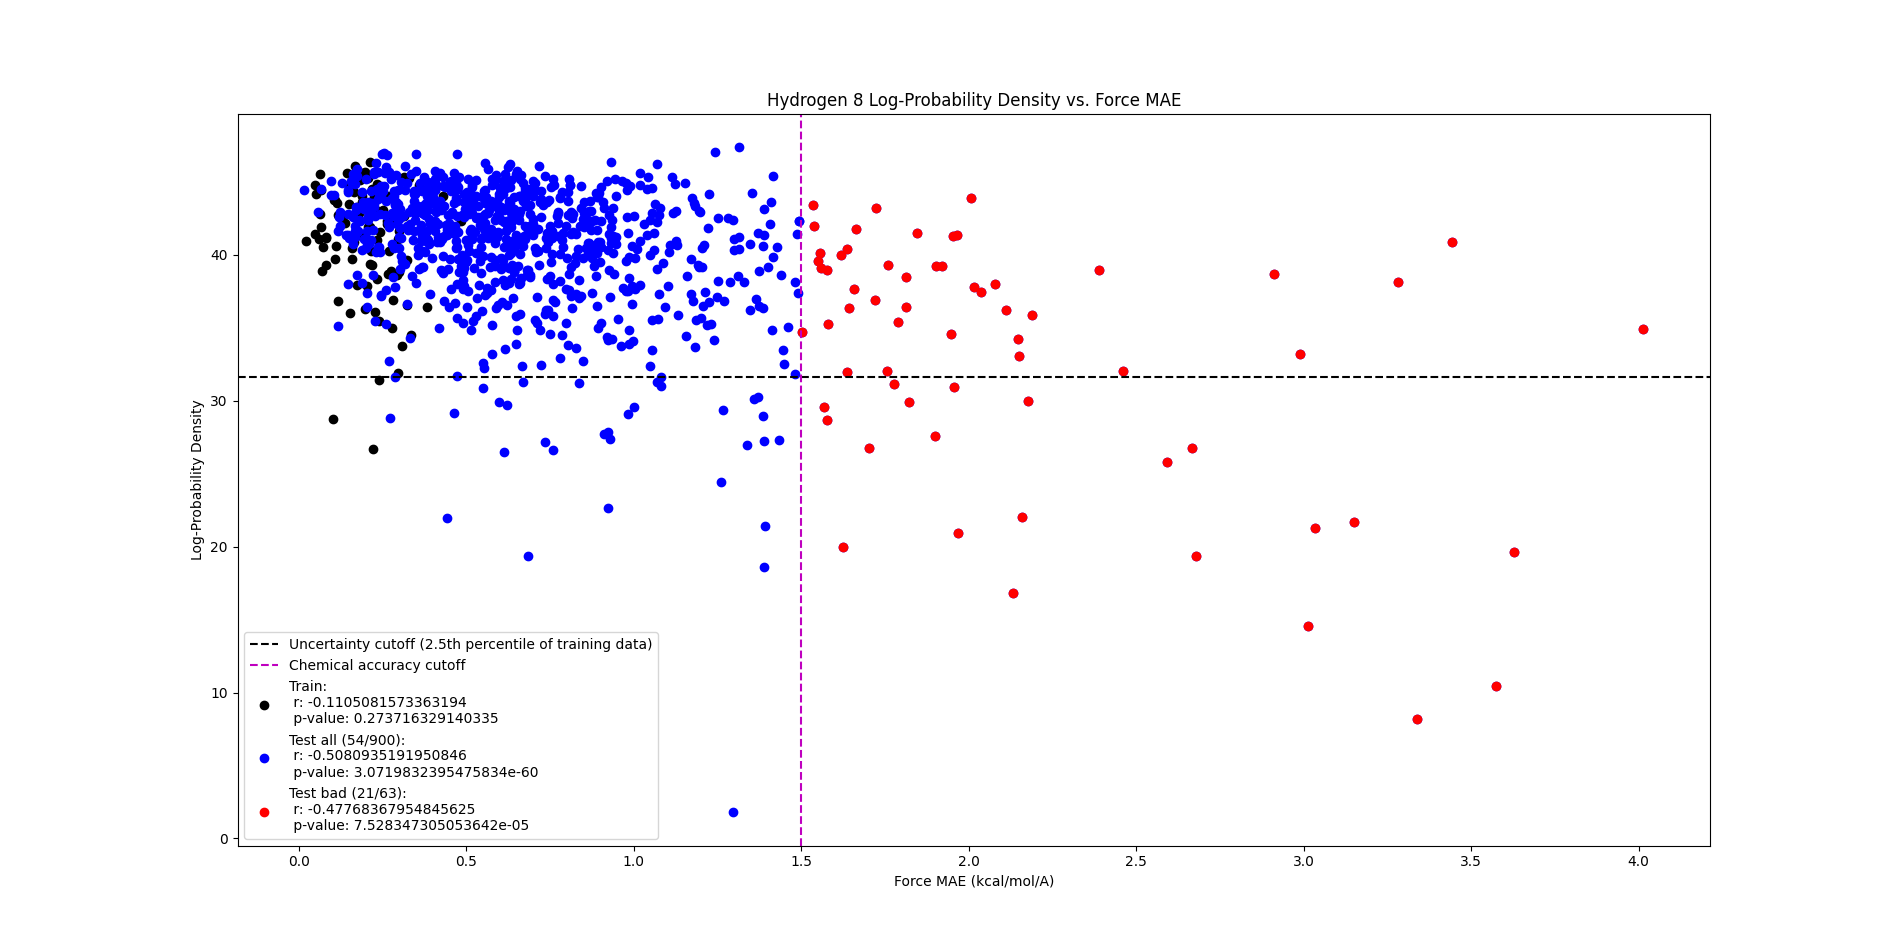 Hydrogen 8 Log-Probability Density vs. Force MAE
Log-Probability Density
40
30
20
10
0
Uncertainty cutoff (2.5th percentile of training data)
Chemical accuracy cutoff
Train:
r: -0.1105081573363194
p-value: 0.273716329140335
Test all (54/900):
r: -0.5080935191950846
p-value: 3.0719832395475834e-60
Test bad (21/63):
r: -0.47768367954845625
p-value: 7.528347305053642e-05
0.0 0.5 1.0 1.5 2.0 2.5 3.0 3.5 4.0
Force MAE (kcal/mol/A)